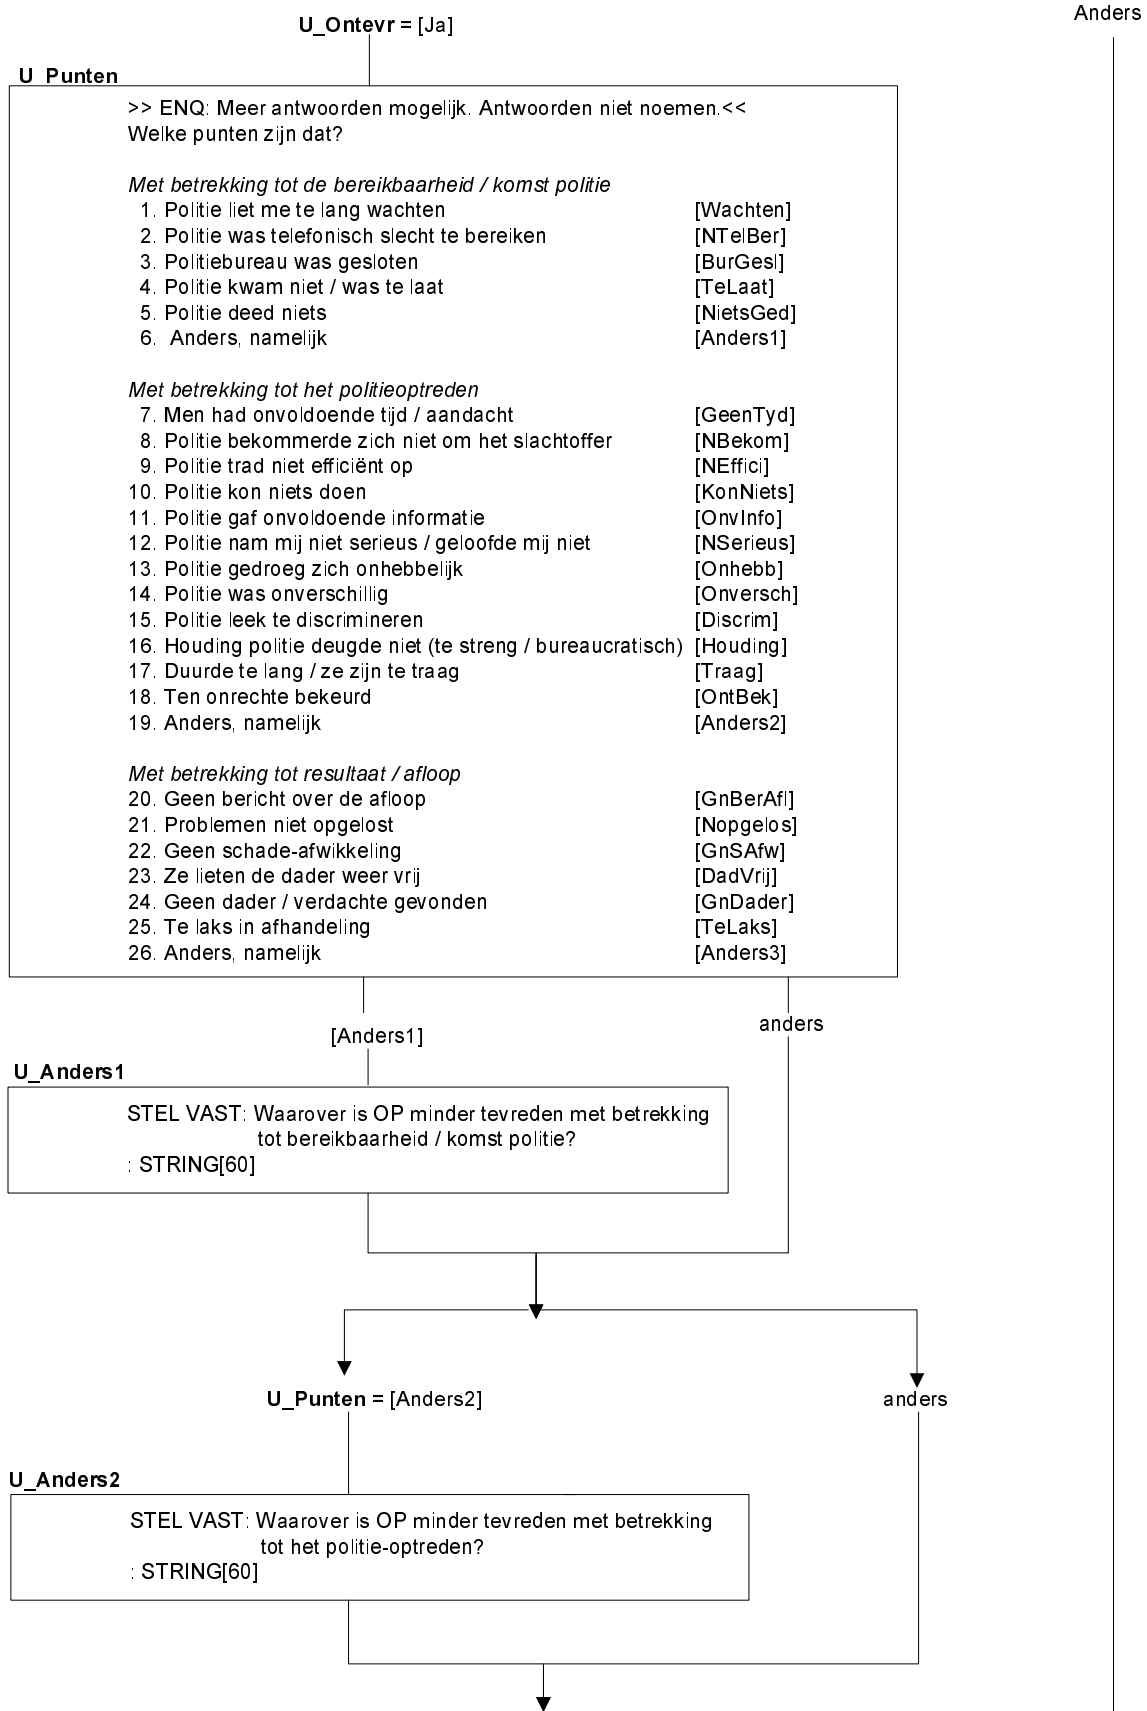 U_Ontevr = [Ja]
Anders
U_Punten
>> ENQ: Meer antwoorden mogelijk. Antwoorden niet noemen.<<
Welke punten zijn dat?
Met betrekking tot de bereikbaarheid / komst politie
1. Politie liet me te lang wachten [Wachten]
2. Politie was telefonisch slecht te bereiken [NTelBer]
3. Politiebureau was gesloten [BurGesl]
4. Politie kwam niet / was te laat [TeLaat]
5. Politie deed niets [NietsGed]
6. Anders, namelijk [Anders1]
Met betrekking tot het politieoptreden
7. Men had onvoldoende tijd / aandacht [GeenTyd]
8. Politie bekommerde zich niet om het slachtoffer [NBekom]
9. Politie trad niet efficiënt op [NEffici]
10. Politie kon niets doen [KonNiets]
11. Politie gaf onvoldoende informatie [OnvInfo]
12. Politie nam mij niet serieus / geloofde mij niet [NSerieus]
13. Politie gedroeg zich onhebbelijk [Onhebb]
14. Politie was onverschillig [Onversch]
15. Politie leek te discrimineren [Discrim]
16. Houding politie deugde niet (te streng / bureaucratisch) [Houding]
17. Duurde te lang / ze zijn te traag [Traag]
18. Ten onrechte bekeurd [OntBek]
19. Anders, namelijk [Anders2]
Met betrekking tot resultaat / afloop
20. Geen bericht over de afloop [GnBerAfl]
21. Problemen niet opgelost [Nopgelos]
22. Geen schade-afwikkeling [GnSAfw]
23. Ze lieten de dader weer vrij [DadVrij]
24. Geen dader / verdachte gevonden [GnDader]
25. Te laks in afhandeling [TeLaks]
26. Anders, namelijk [Anders3]
[Anders1]
anders
U_Anders1
STEL VAST: Waarover is OP minder tevreden met betrekking
tot bereikbaarheid / komst politie?
: STRING[60]
U_Punten = [Anders2]
anders
U_Anders2
STEL VAST: Waarover is OP minder tevreden met betrekking
tot het politie-optreden?
: STRING[60]